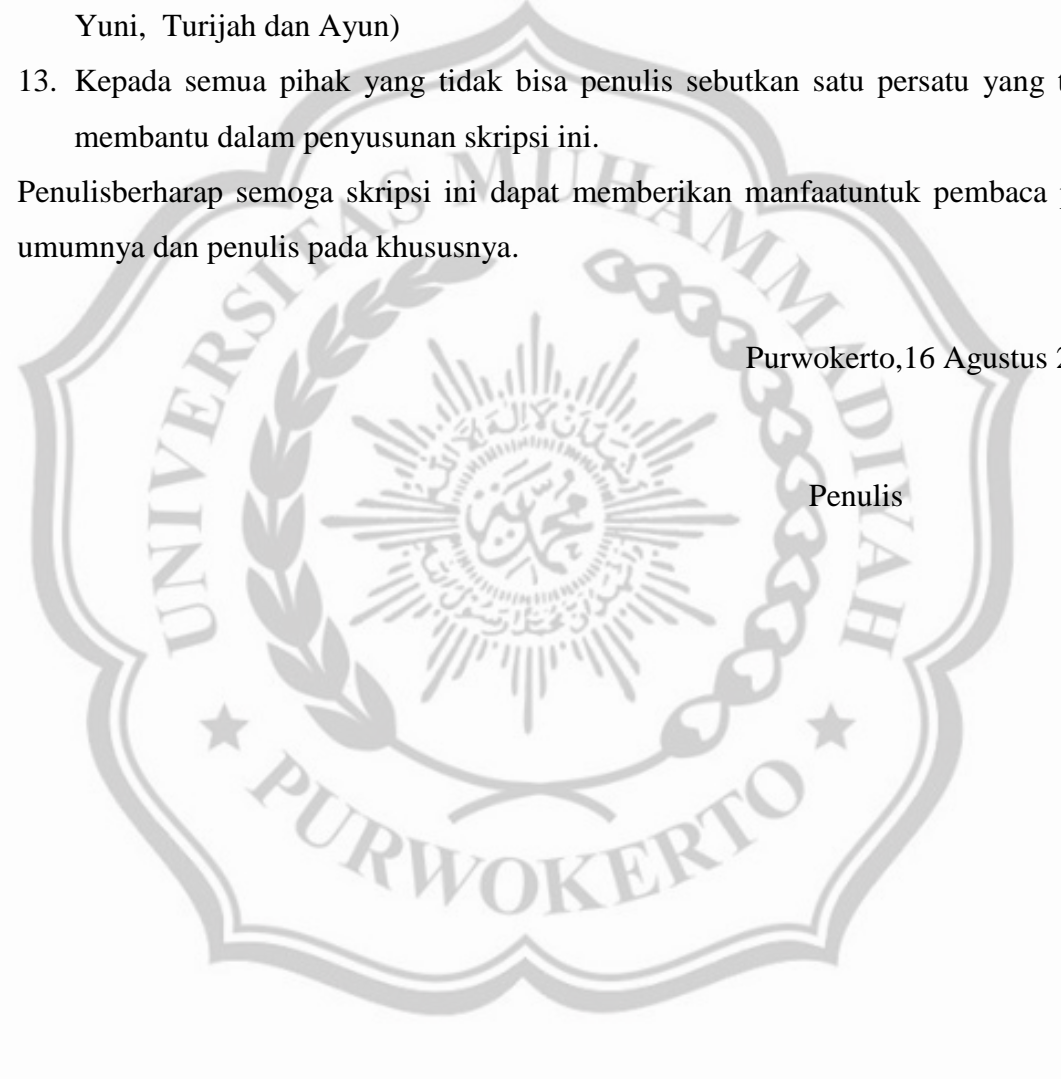 Yuni, Turijah dan Ayun)
13. Kepada semua pihak yang tidak bisa penulis sebutkan satu persatu yang
membantu dalam penyusunan skripsi ini.
Penulisberharap semoga skripsi ini dapat memberikan manfaatuntuk pembaca
umumnya dan penulis pada khususnya.
Purwokerto,16 Agustus
Penulis
UNIVERSITAS MUHAMMADIYAH
PURWOKERTO